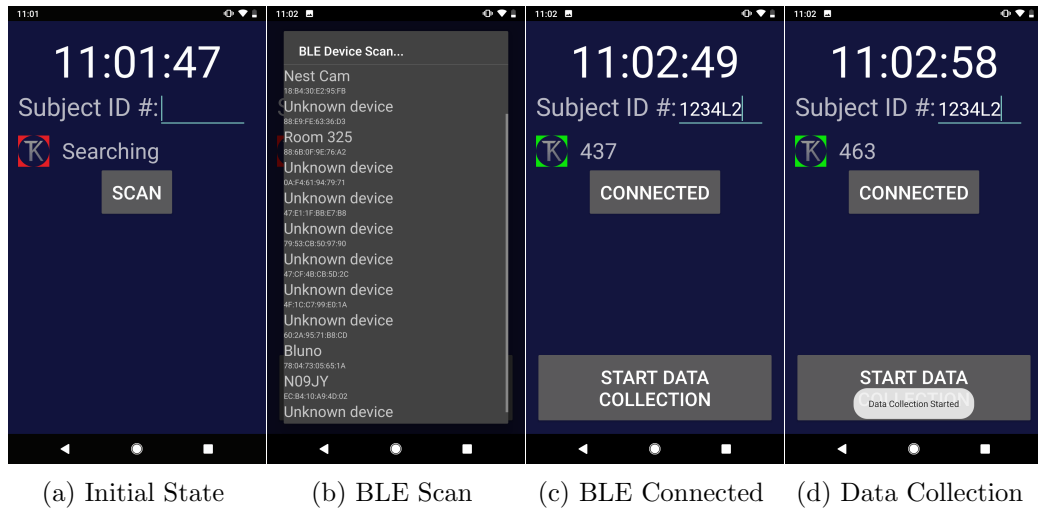 11:01
11:01:47
Subject ID #:
TK Searching
SCAN
11:02
BLE Device Scan...
Nest Cam
18:B4:30:E2:95:FB
Unknown device
88:E9:FE:63:36:D3
Room 325
88:6B:0F:9E:76:A2
Unknown device
0A:F4:61:94:79:71
Unknown device
47:E1:1F:BB:E7:B8
Unknown device
79:53:CB:50:97:90
Unknown device
47:CF:4B:CB:5D:2C
Unknown device
4F:1C:C7:99:E0:1A
Unknown device
60:2A:95:71:B8:CD
Bluno
78:04:73:05:65:1A
N09JY
EC:B4:10:A9:4D:02
Unknown device
11:02
11:02:49
Subject ID #: 1234L2
TK 437
CONNECTED
START DATA
COLLECTION
11:02
11:02:58
Subject ID #: 1234L2
TK 463
CONNECTED
START DATA
Data Collection Started
(a) Initial State
(b) BLE Scan
(c) BLE Connected
(d) Data Collection